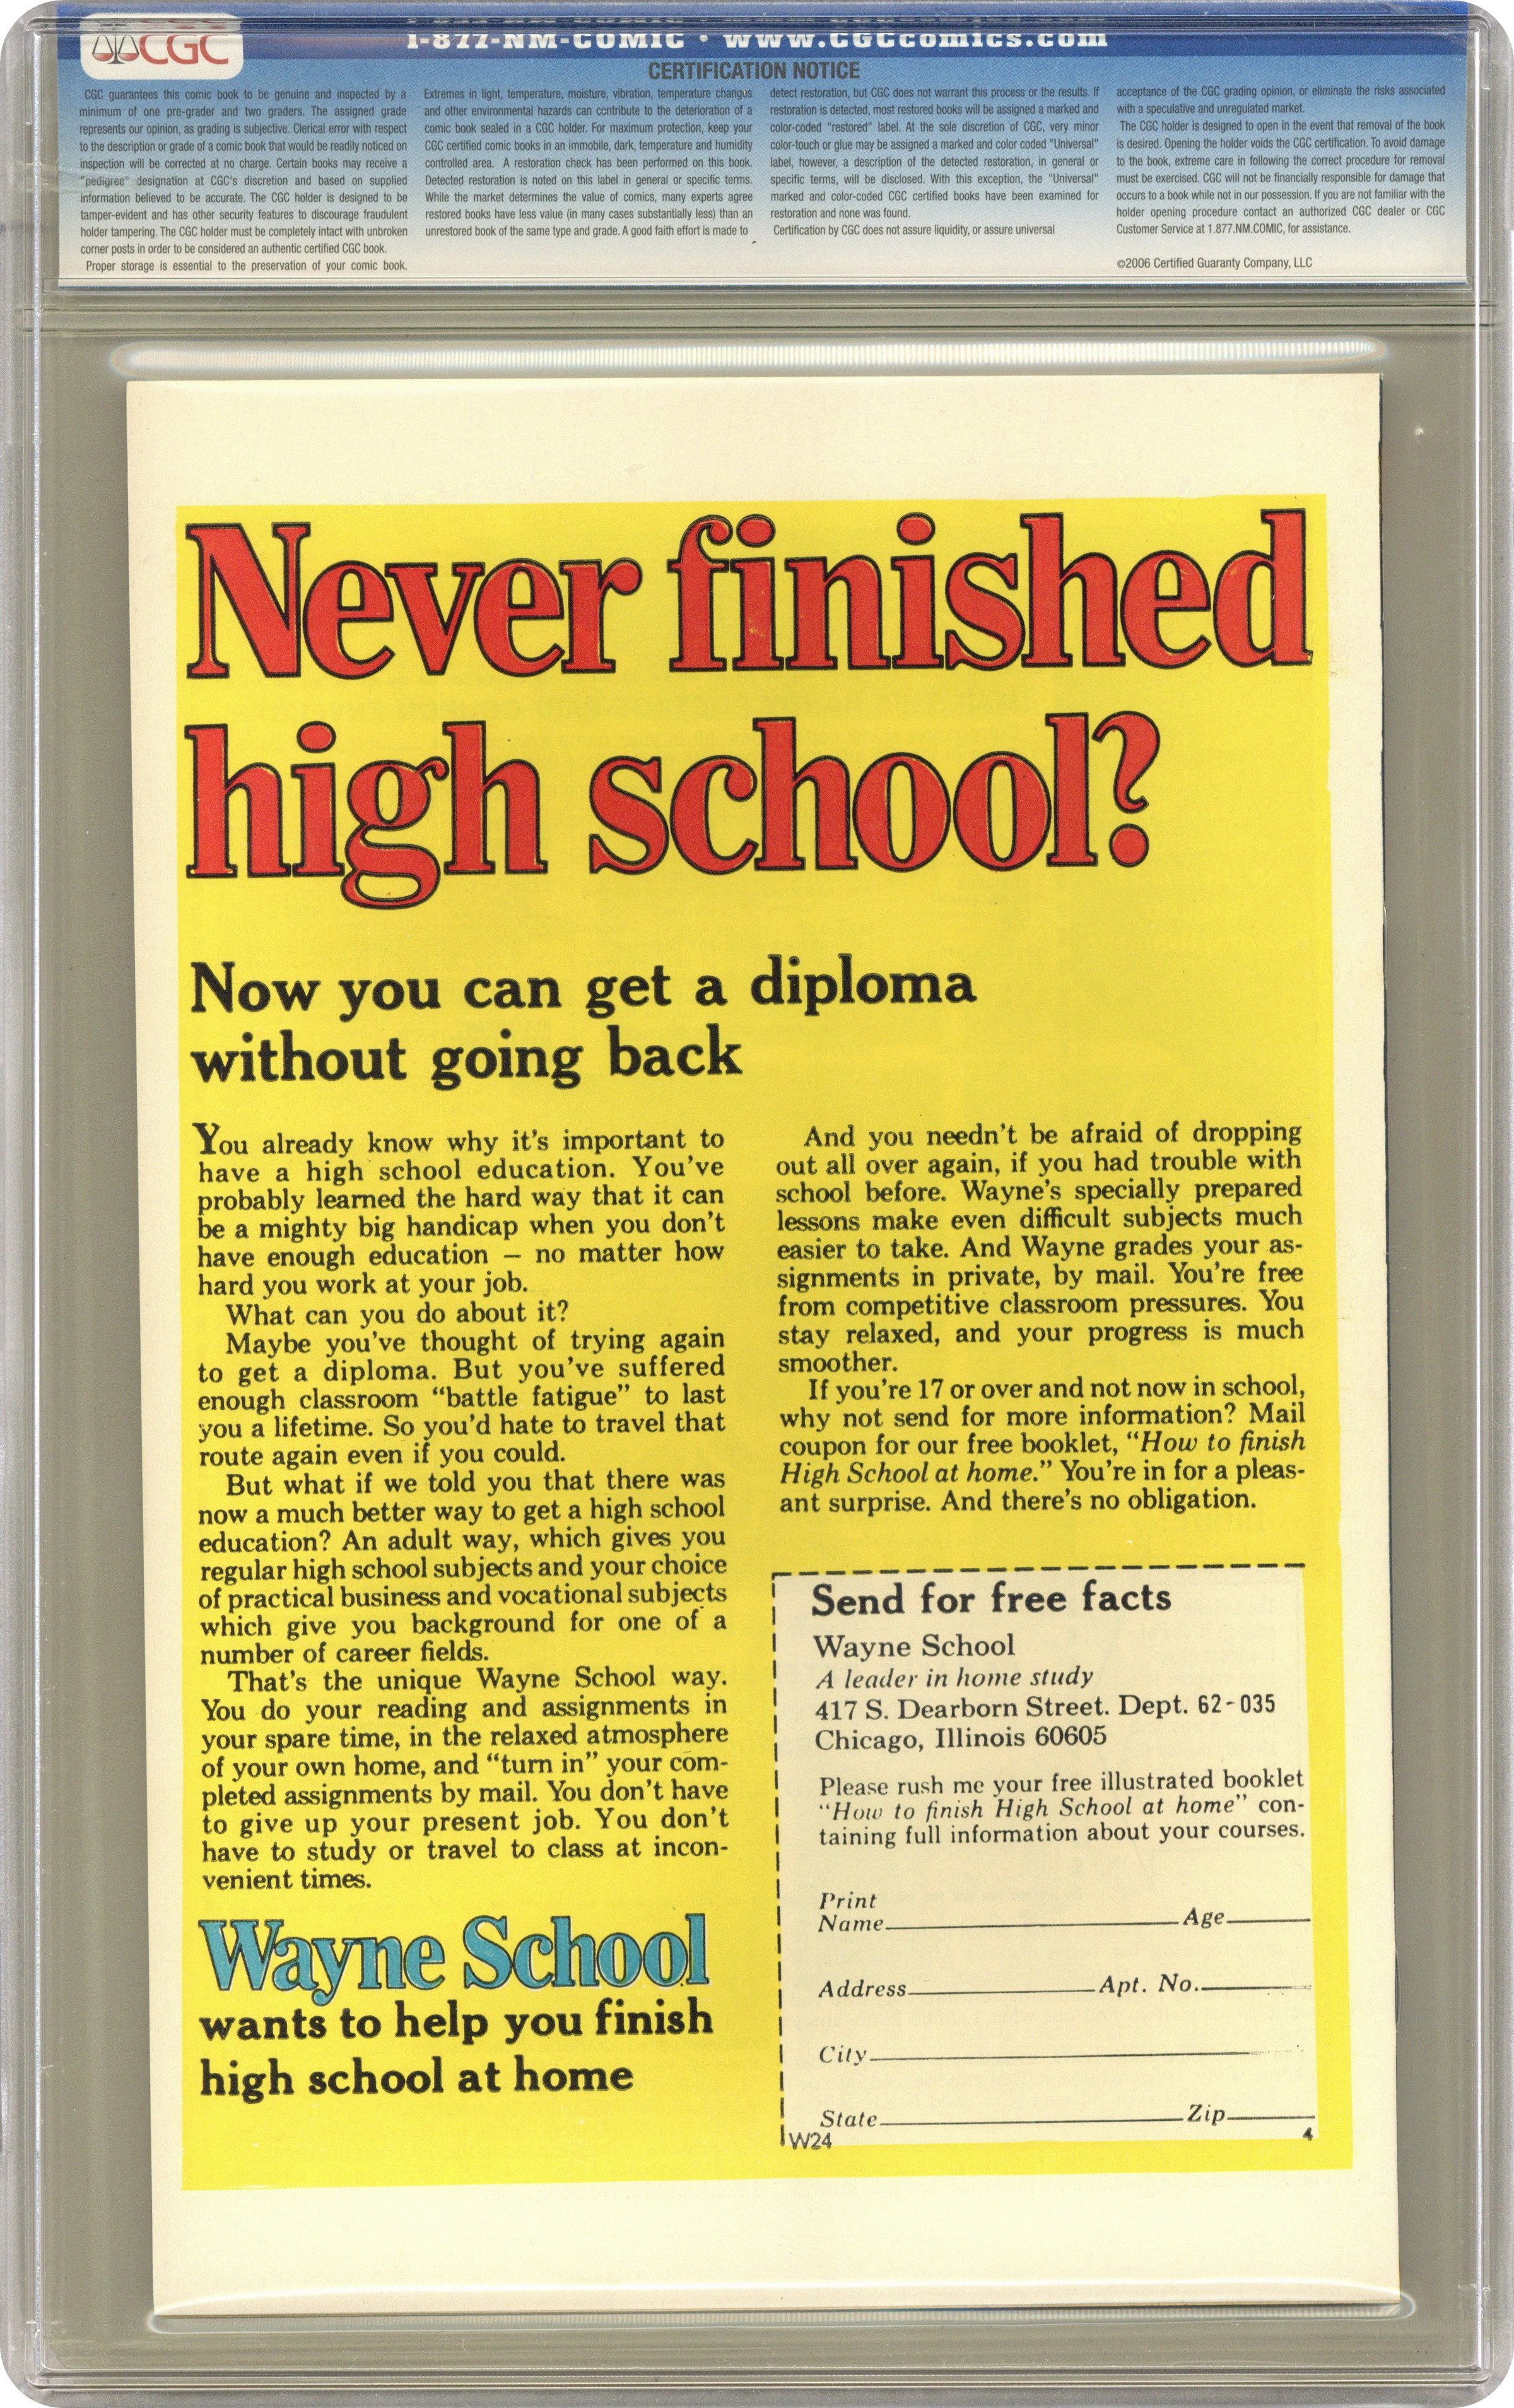 CGC
1-877-NM-COMIC • www.CGCcomics.com
CERTIFICATION NOTICE
CGC guarantees this comic book to be genuine and inspected by a
minimum of one pre-grader and two graders. The assigned grade
represents our opinion, as grading is subjective. Clerical error with respect
to the description or grade of a comic book that would be readily noticed on
inspection will be corrected at no charge. Certain books may receive a
"pedigree" designation at CGC's discretion and based on supplied
information believed to be accurate. The CGC holder is designed to be
tamper-evident and has other security features to discourage fraudulent
holder tampering. The CGC holder must be completely intact with unbroken
corner posts in order to be considered an authentic certified CGC book.
Proper storage is essential to the preservation of your comic book.
Extremes in light, temperature, moisture, vibration, temperature changes
and other environmental hazards can contribute to the deterioration of a
comic book sealed in a CGC holder. For maximum protection, keep your
CGC certified comic books in an immobile, dark, temperature and humidity
controlled area. A restoration check has been performed on this book.
Detected restoration is noted on this label in general or specific terms.
While the market determines the value of comics, many experts agree
restored books have less value (in many cases substantially less) than an
unrestored book of the same type and grade. A good faith effort is made to
detect restoration, but CGC does not warrant this process or the results. If
restoration is detected, most restored books will be assigned a marked and
color-coded "restored" label. At the sole discretion of CGC, very minor
color-touch or glue may be assigned a marked and color coded "Universal"
label, however, a description of the detected restoration, in general or
specific terms, will be disclosed. With this exception, the "Universal"
marked and color-coded CGC certified books have been examined for
restoration and none was found.
Certification by CGC does not assure liquidity, or assure universal
acceptance of the CGC grading opinion, or eliminate the risks associated
with a speculative and unregulated market.
The CGC holder is designed to open in the event that removal of the book
is desired. Opening the holder voids the CGC certification. To avoid damage
to the book, extreme care in following the correct procedure for removal
must be exercised. CGC will not be financially responsible for damage that
occurs to a book while not in our possession. If you are not familiar with the
holder opening procedure contact an authorized CGC dealer or CGC
Customer Service at 1.877.NM.COMIC, for assistance.
©2006 Certified Guaranty Company, LLC
Never finished
high school?
Now you can get a diploma
without going back
You already know why it's important to
have a high school education. You've
probably learned the hard way that it can
be a mighty big handicap when you don't
have enough education – no matter how
hard you work at your job.
What can you do about it?
Maybe you've thought of trying again
to get a diploma. But you've suffered
enough classroom “battle fatigue” to last
you a lifetime. So you'd hate to travel that
route again even if you could.
But what if we told you that there was
now a much better way to get a high school
education? An adult way, which gives you
regular high school subjects and your choice
of practical business and vocational subjects
which give you background for one of a
number of career fields.
That's the unique Wayne School way.
You do your reading and assignments in
your spare time, in the relaxed atmosphere
of your own home, and “turn in” your com-
pleted assignments by mail. You don't have
to give up your present job. You don't
have to study or travel to class at incon-
venient times.
Wayne School
wants to help you finish
high school at home
And you needn't be afraid of dropping
out all over again, if you had trouble with
school before. Wayne's specially prepared
lessons make even difficult subjects much
easier to take. And Wayne grades your as-
signments in private, by mail. You're free
from competitive classroom pressures. You
stay relaxed, and your progress is much
smoother.
If you're 17 or over and not now in school,
why not send for more information? Mail
coupon for our free booklet, “How to finish
High School at home.” You're in for a pleas-
ant surprise. And there's no obligation.
Send for free facts
Wayne School
A leader in home study
417 S. Dearborn Street. Dept. 62-035
Chicago, Illinois 60605
Please rush me your free illustrated booklet
“How to finish High School at home” con-
taining full information about your courses.
Print
Name Age
Address Apt. No.
City
State Zip
W24 4